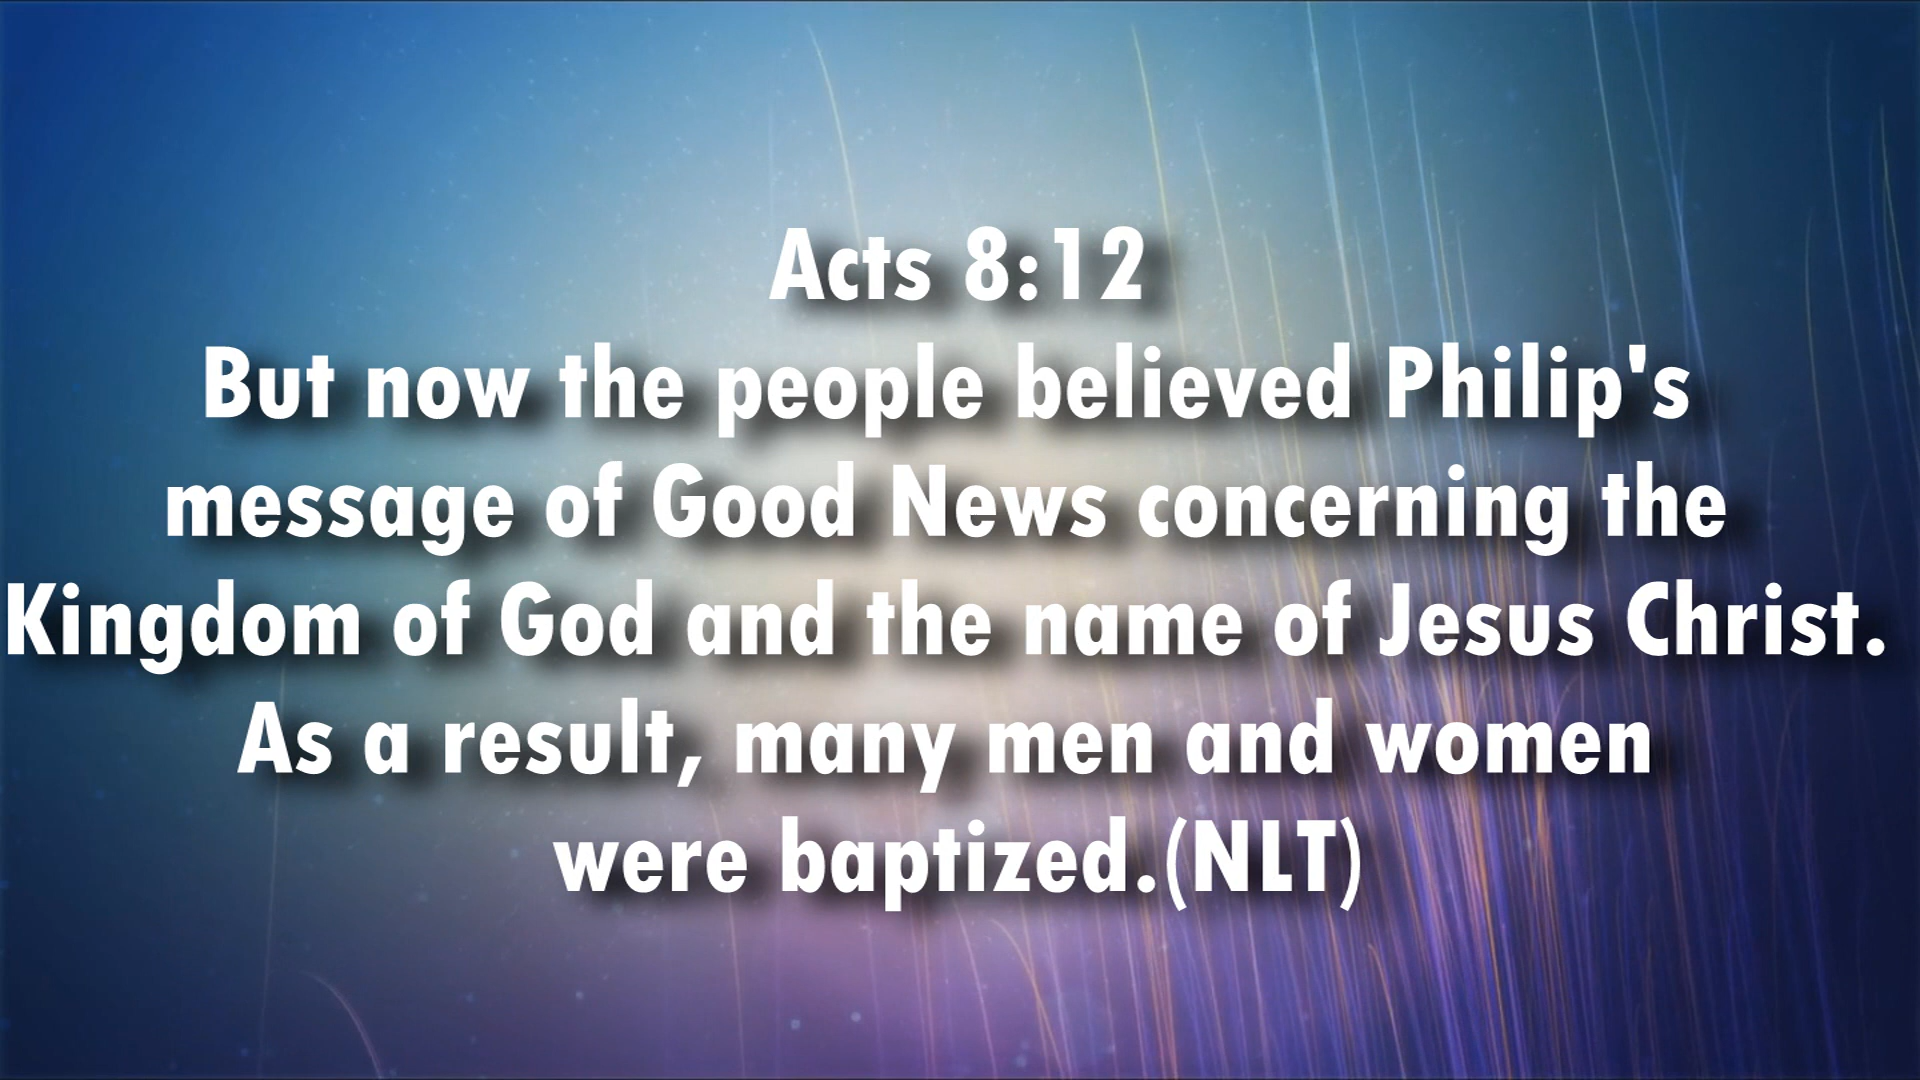 Acts 8:12
But now the people believed Philip's
message of Good News concerning the
Kingdom of God and the name of Jesus Christ.
As a result, many men and women
were baptized.(NLT)